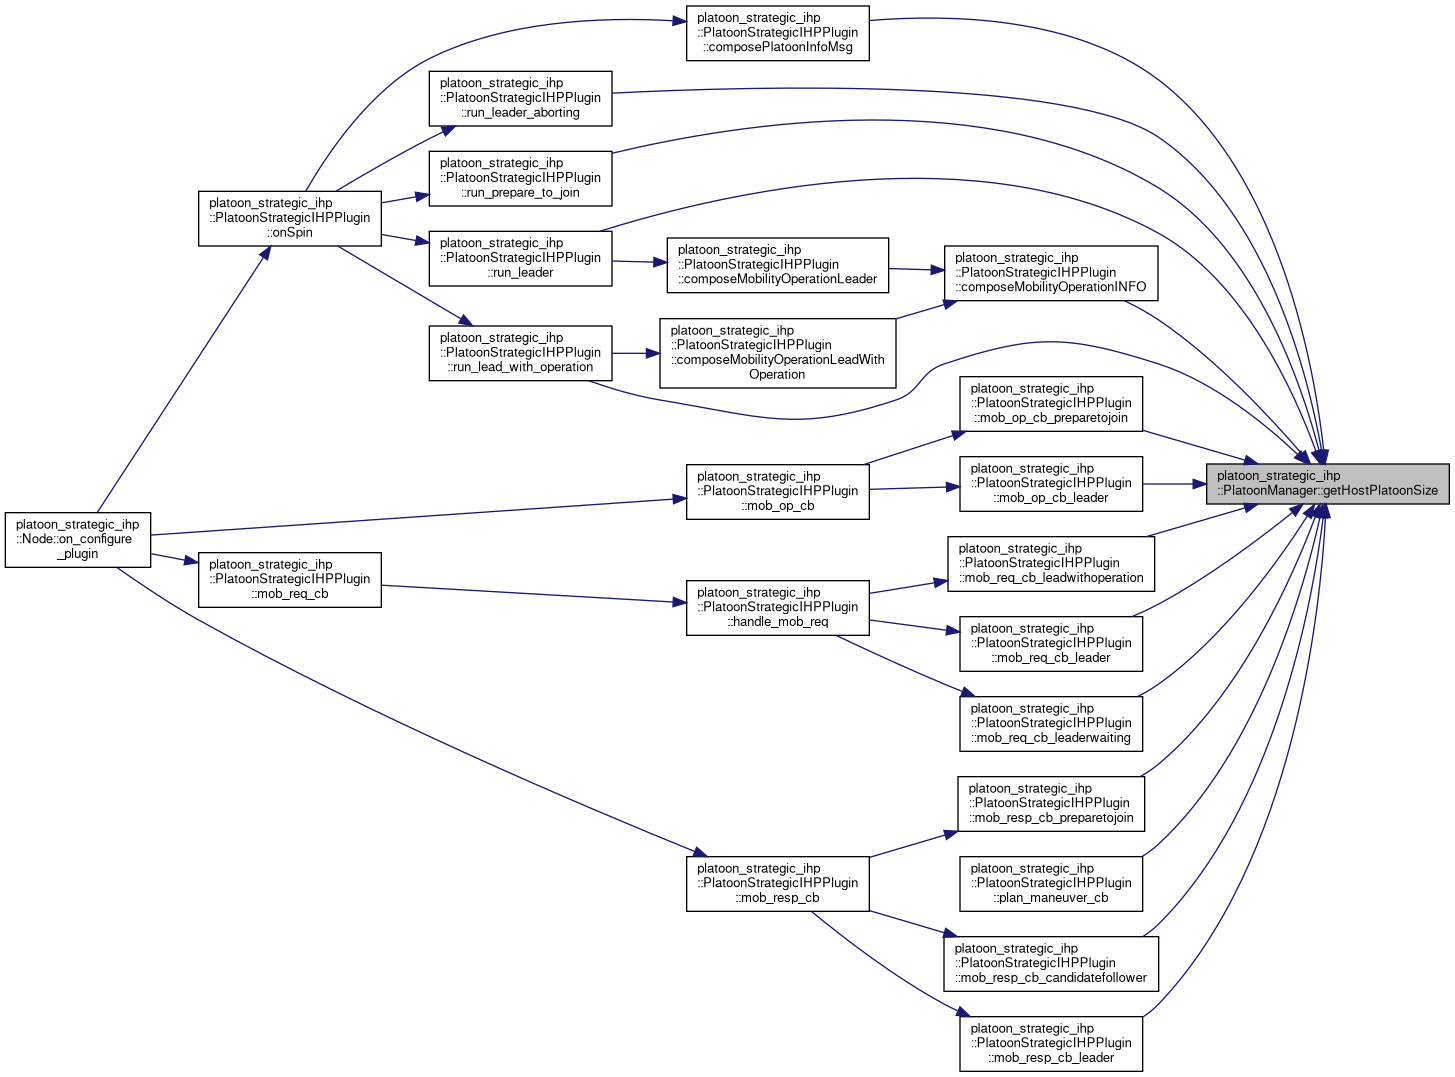 platoon_strategic_ihp
::PlatoonStrategicIHPPlugin
::composePlatoonInfoMsg
platoon_strategic_ihp
::PlatoonStrategicIHPPlugin
::run_leader_aborting
platoon_strategic_ihp
::PlatoonStrategicIHPPlugin
::run_prepare_to_join
platoon_strategic_ihp
::PlatoonStrategicIHPPlugin
::onSpin
platoon_strategic_ihp
::PlatoonStrategicIHPPlugin
::run_leader
platoon_strategic_ihp
::PlatoonStrategicIHPPlugin
::composeMobilityOperationLeader
platoon_strategic_ihp
::PlatoonStrategicIHPPlugin
::composeMobilityOperationINFO
platoon_strategic_ihp
::PlatoonStrategicIHPPlugin
::run_lead_with_operation
platoon_strategic_ihp
::PlatoonStrategicIHPPlugin
::composeMobilityOperationLeadWith
Operation
platoon_strategic_ihp
::PlatoonStrategicIHPPlugin
::mob_op_cb_preparetojoin
platoon_strategic_ihp
::PlatoonStrategicIHPPlugin
::mob_op_cb
platoon_strategic_ihp
::PlatoonStrategicIHPPlugin
::mob_op_cb_leader
platoon_strategic_ihp
::PlatoonManager::getHostPlatoonSize
platoon_strategic_ihp
::Node::on_configure
_plugin
platoon_strategic_ihp
::PlatoonStrategicIHPPlugin
::mob_req_cb
platoon_strategic_ihp
::PlatoonStrategicIHPPlugin
::handle_mob_req
platoon_strategic_ihp
::PlatoonStrategicIHPPlugin
::mob_req_cb_leadwithoperation
platoon_strategic_ihp
::PlatoonStrategicIHPPlugin
::mob_req_cb_leader
platoon_strategic_ihp
::PlatoonStrategicIHPPlugin
::mob_req_cb_leaderwaiting
platoon_strategic_ihp
::PlatoonStrategicIHPPlugin
::mob_resp_cb_preparetojoin
platoon_strategic_ihp
::PlatoonStrategicIHPPlugin
::mob_resp_cb
platoon_strategic_ihp
::PlatoonStrategicIHPPlugin
::plan_maneuver_cb
platoon_strategic_ihp
::PlatoonStrategicIHPPlugin
::mob_resp_cb_candidatefollower
platoon_strategic_ihp
::PlatoonStrategicIHPPlugin
::mob_resp_cb_leader